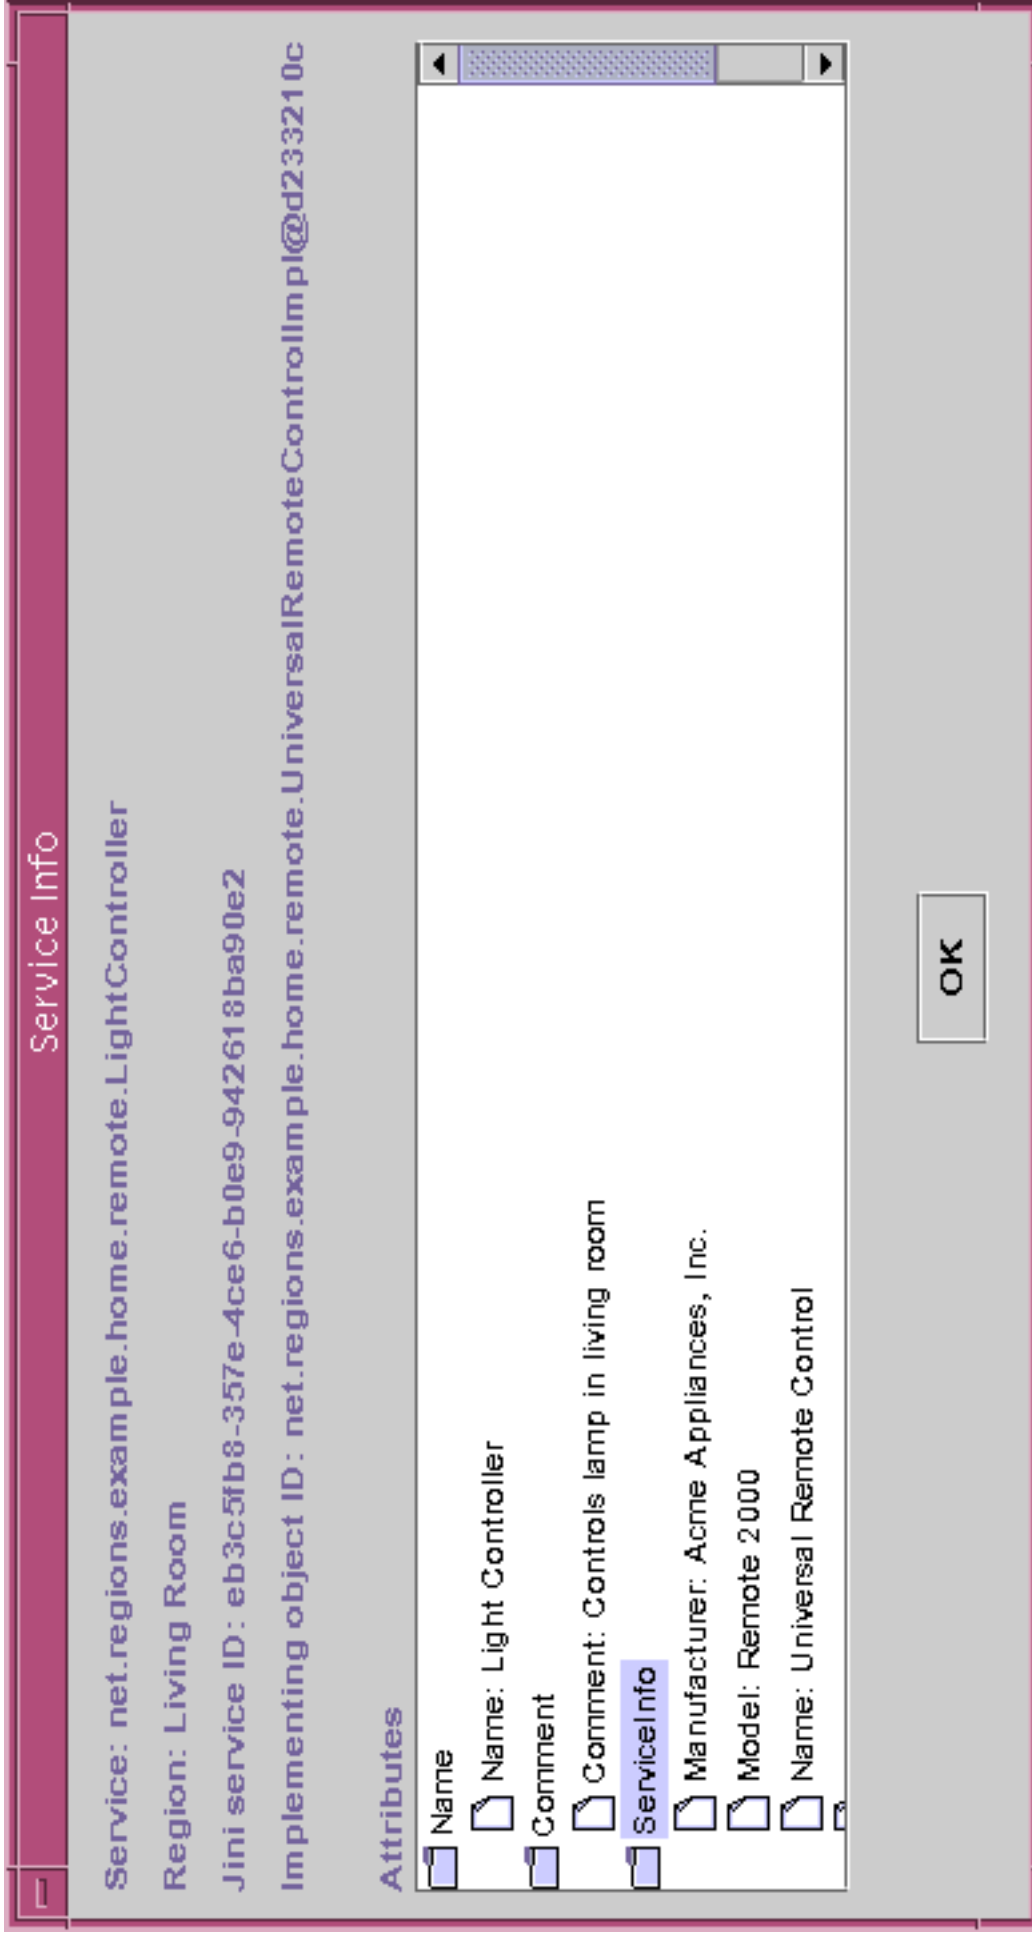 Service Info
Service: net.regions.example.home.remote.LightController
Region: Living Room
Jini service ID: eb3c5fb8-357e-4ce6-b0e9-942618ba90e2
Implementing object ID: net.regions.example.home.remote.UniversalRemoteControlImpl@d233210c
Attributes
Name
Name: Light Controller
Comment
Comment: Controls lamp in living room
ServiceInfo
Manufacturer: Acme Appliances, Inc.
Model: Remote 2000
Name: Universal Remote Control
OK